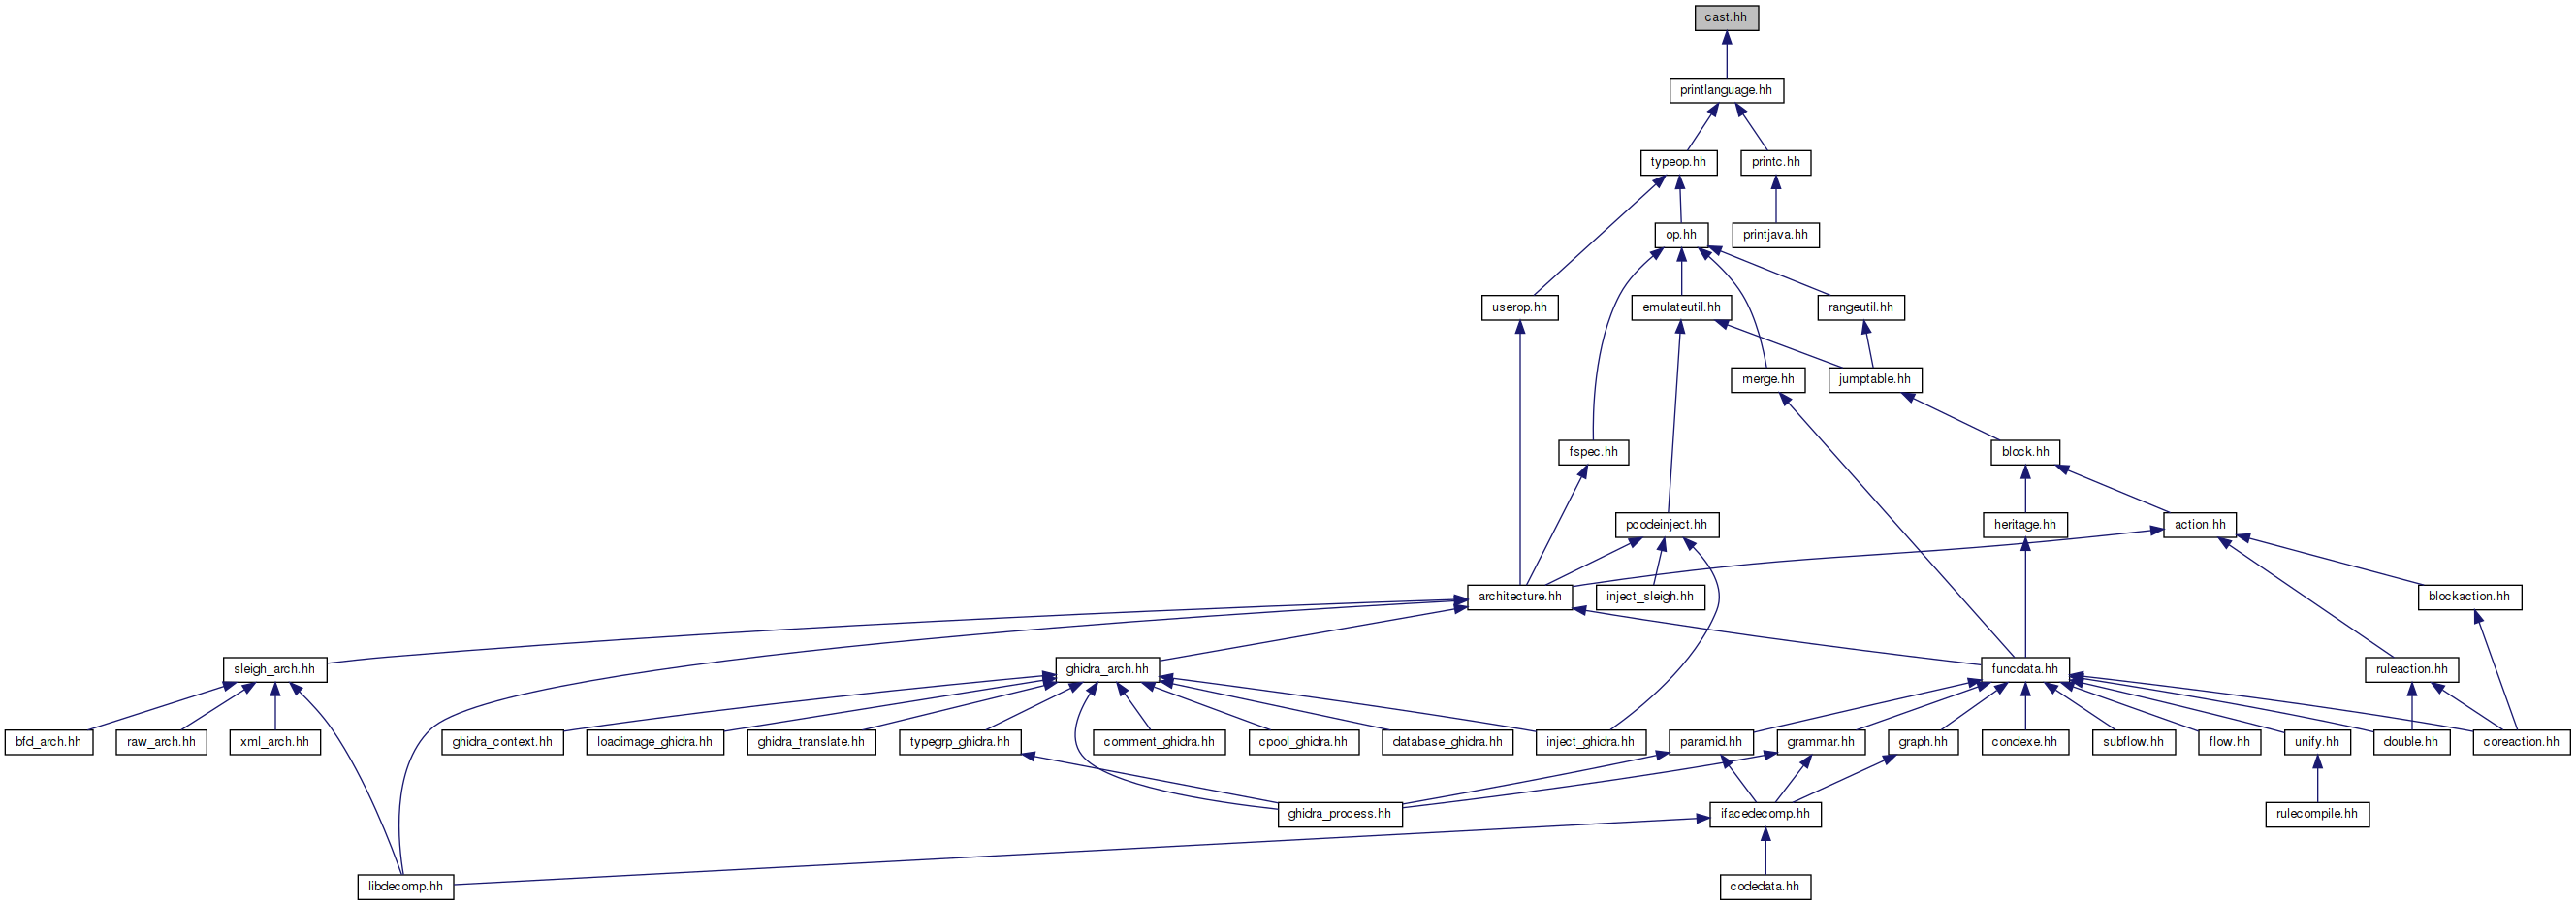 cast.hh
printlanguage.hh
typeop.hh
printc.hh
op.hh
printjava.hh
userop.hh
emulateutil.hh
rangeutil.hh
merge.hh
jumptable.hh
fspec.hh
block.hh
pcodeinject.hh
heritage.hh
action.hh
architecture.hh
inject_sleigh.hh
blockaction.hh
sleigh_arch.hh
ghidra_arch.hh
funcdata.hh
ruleaction.hh
bfd_arch.hh
raw_arch.hh
xml_arch.hh
ghidra_context.hh
loadimage_ghidra.hh
ghidra_translate.hh
typegrp_ghidra.hh
comment_ghidra.hh
cpool_ghidra.hh
database_ghidra.hh
inject_ghidra.hh
paramid.hh
grammar.hh
graph.hh
condexe.hh
subflow.hh
flow.hh
unify.hh
double.hh
coreaction.hh
ghidra_process.hh
ifacedecomp.hh
rulecompile.hh
libdecomp.hh
codedata.hh